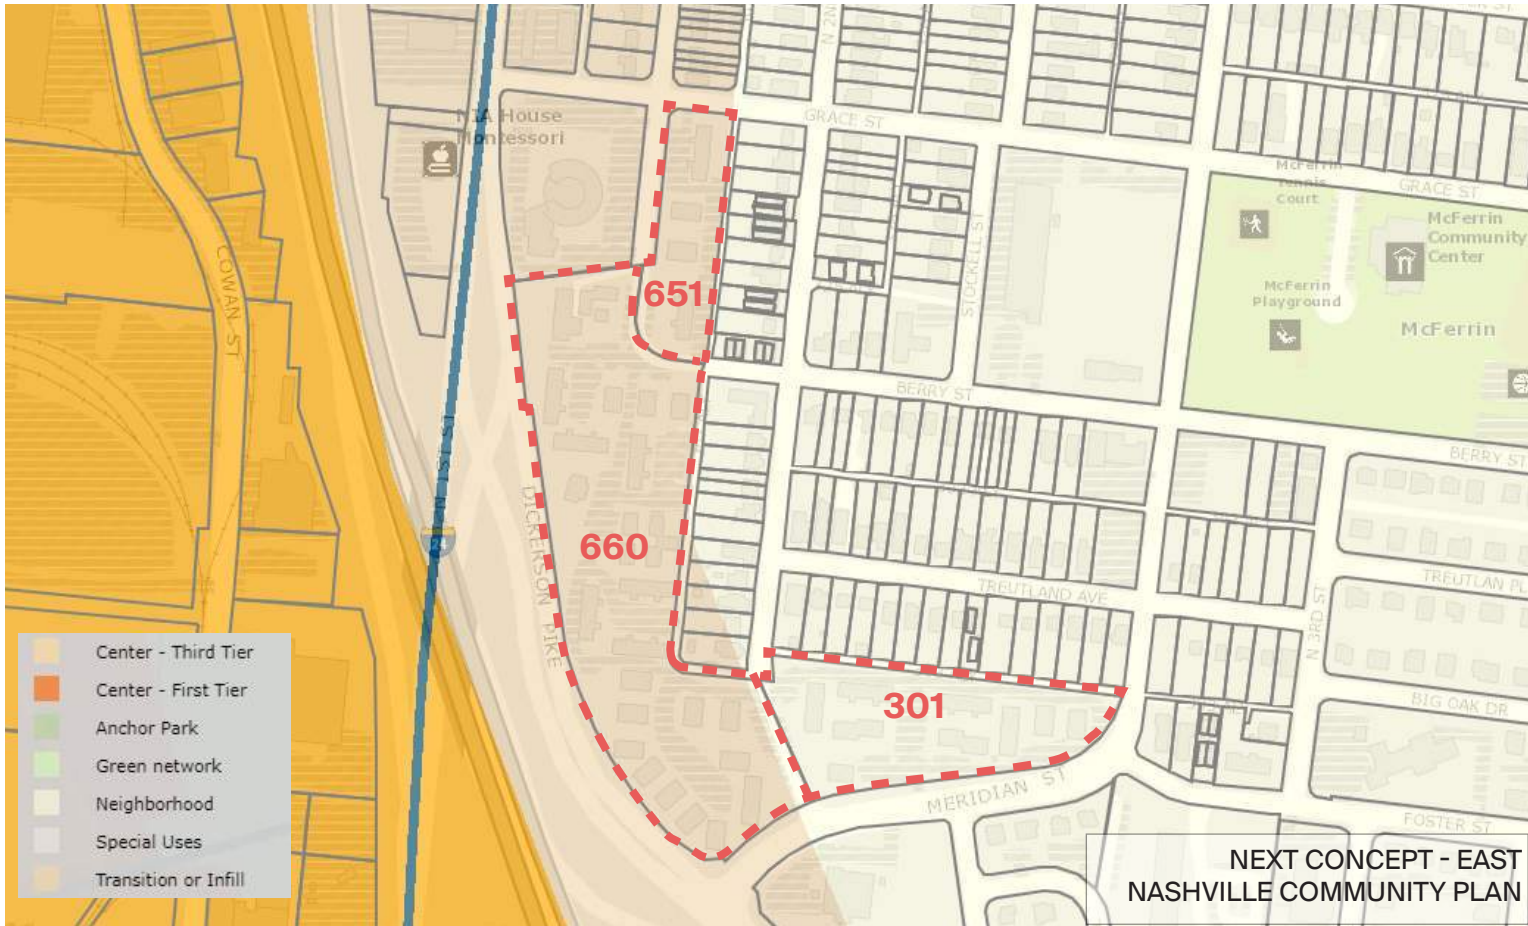 N 2N
GRACE ST
NIA House
Montessori
McFerrin
Tennis
Court
GRACE ST
McFerrin
Community
Center
McFerrin
Playground
McFerrin
COWAN ST
STOCKELL ST
651
BERRY ST
BERRY ST
N 1ST ST
24
DICKERSON PIKE
660
TREUTLAND AVE
TREUTLAN PL
N 3RD ST
301
BIG OAK DR
MERIDIAN ST
FOSTER ST
Center - Third Tier
Center - First Tier
Anchor Park
Green network
Neighborhood
Special Uses
Transition or Infill
NEXT CONCEPT - EAST
NASHVILLE COMMUNITY PLAN